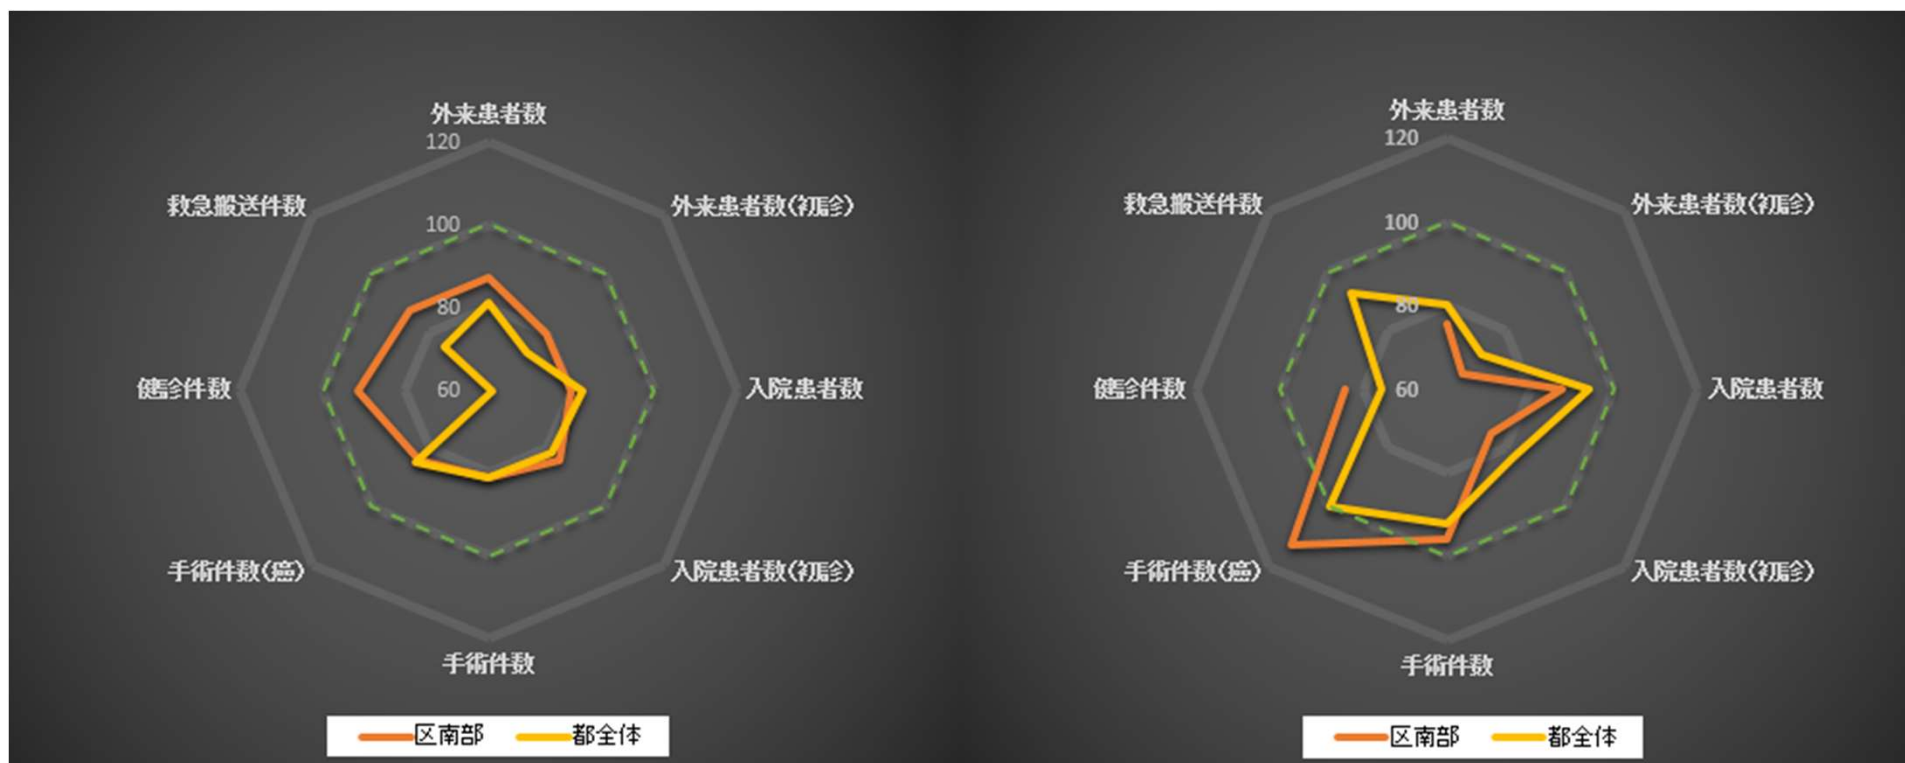 外来患者数
120
救急搬送件数
外来患者数(初診)
100
80
健診件数
60
入院患者数
手術件数(癌)
入院患者数(初診)
手術件数
区南部
都全体
外来患者数
120
救急搬送件数
外来患者数(初診)
100
80
健診件数
60
入院患者数
手術件数(癌)
入院患者数(初診)
手術件数
区南部
都全体